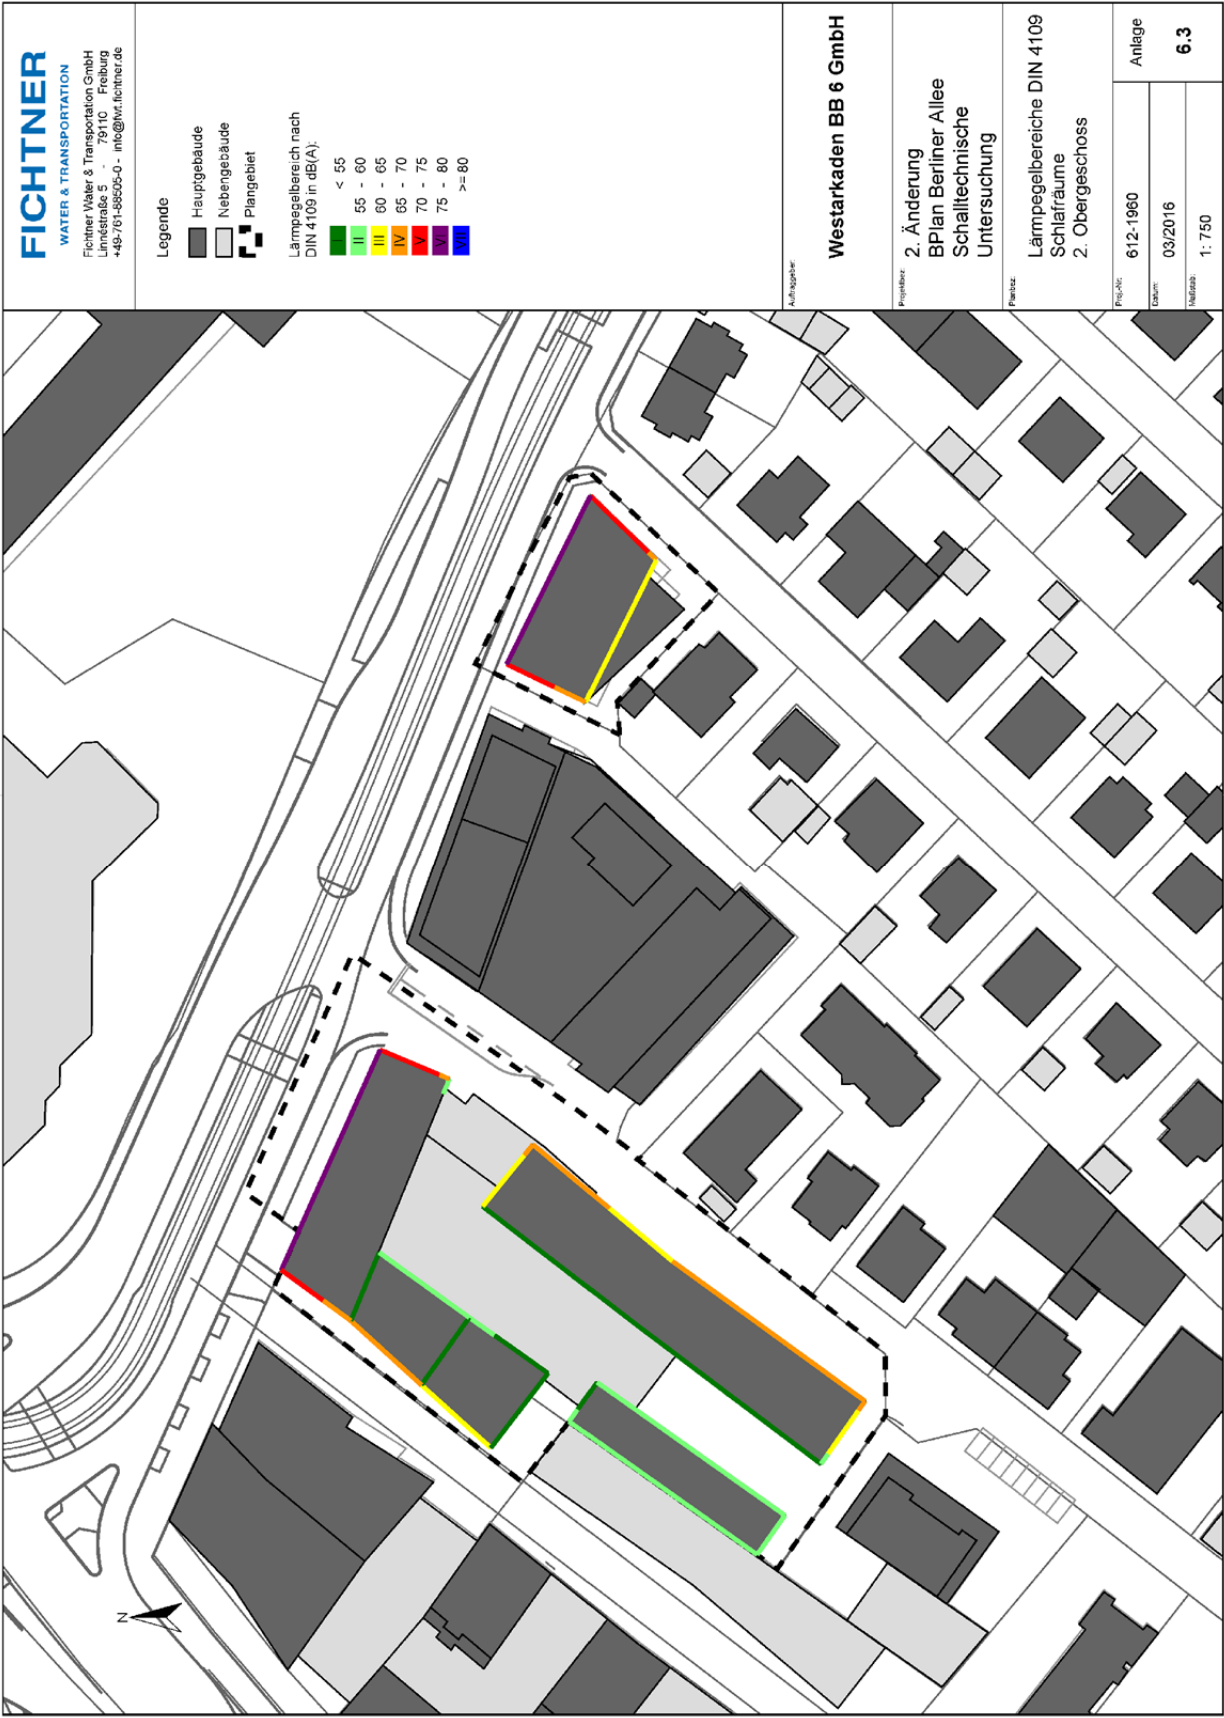 FICHTNER
WATER & TRANSPORTATION
Fichtner Water & Transportation GmbH
Linnéstraße 5 - 79110 Freiburg
+49-761-88505-0 - info@fwt.fichtner.de
Legende
Hauptgebäude
Nebengebäude
Plangebiet
Lärmpegelbereich nach
DIN 4109 in dB(A):
I < 55
II 55 - 60
III 60 - 65
IV 65 - 70
V 70 - 75
VI 75 - 80
VII >= 80
Auftraggeber:
Westarkaden BB 6 GmbH
Projektbez:
2. Änderung
BPlan Berliner Allee
Schalltechnische
Untersuchung
Planbez:
Lärmpegelbereiche DIN 4109
Schlafräume
2. Obergeschoss
Proj.-Nr:
612-1960
Datum:
03/2016
Maßstab:
1: 750
Anlage
6.3
N